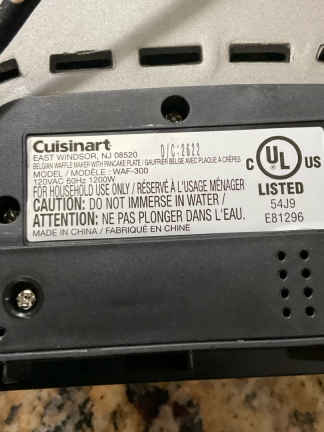 Cuisinart
EAST WINDSOR, NJ 08520
D/C:2622
BELGIAN WAFFLE MAKER WITH PANCAKE PLATE / GAUFRIER BELGE AVEC PLAQUE A CRÊPES
MODEL / MODÈLE : WAF-300
120VAC 60Hz 1200W
FOR HOUSEHOLD USE ONLY / RÉSERVÉ À L'USAGE MÉNAGER
CAUTION: DO NOT IMMERSE IN WATER /
ATTENTION: NE PAS PLONGER DANS L'EAU.
MADE IN CHINA / FABRIQUÉ EN CHINE
C UL US
LISTED
54J9
E81296